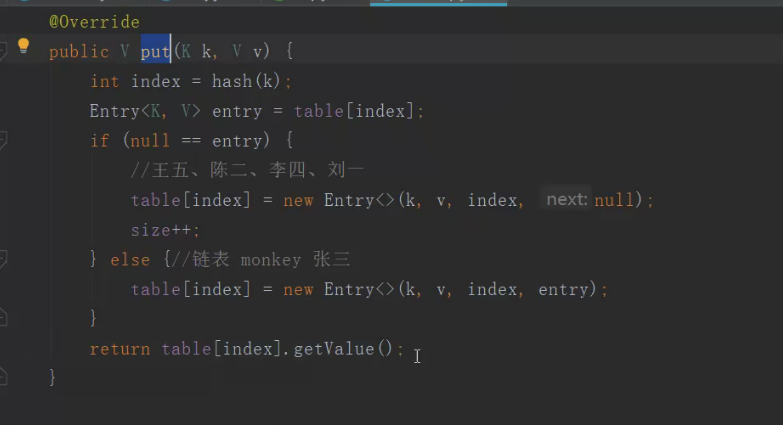 @Override
public V put(K k, V v) {
int index = hash(k);
Entry<K, V> entry = table[index];
if (null == entry) {
//王五、陈二、李四、刘一
table[index] = new Entry<>(k, v, index, next: null);
size++;
} else {//链表 monkey 张三
table[index] = new Entry<>(k, v, index, entry);
}
return table[index].getValue();
}